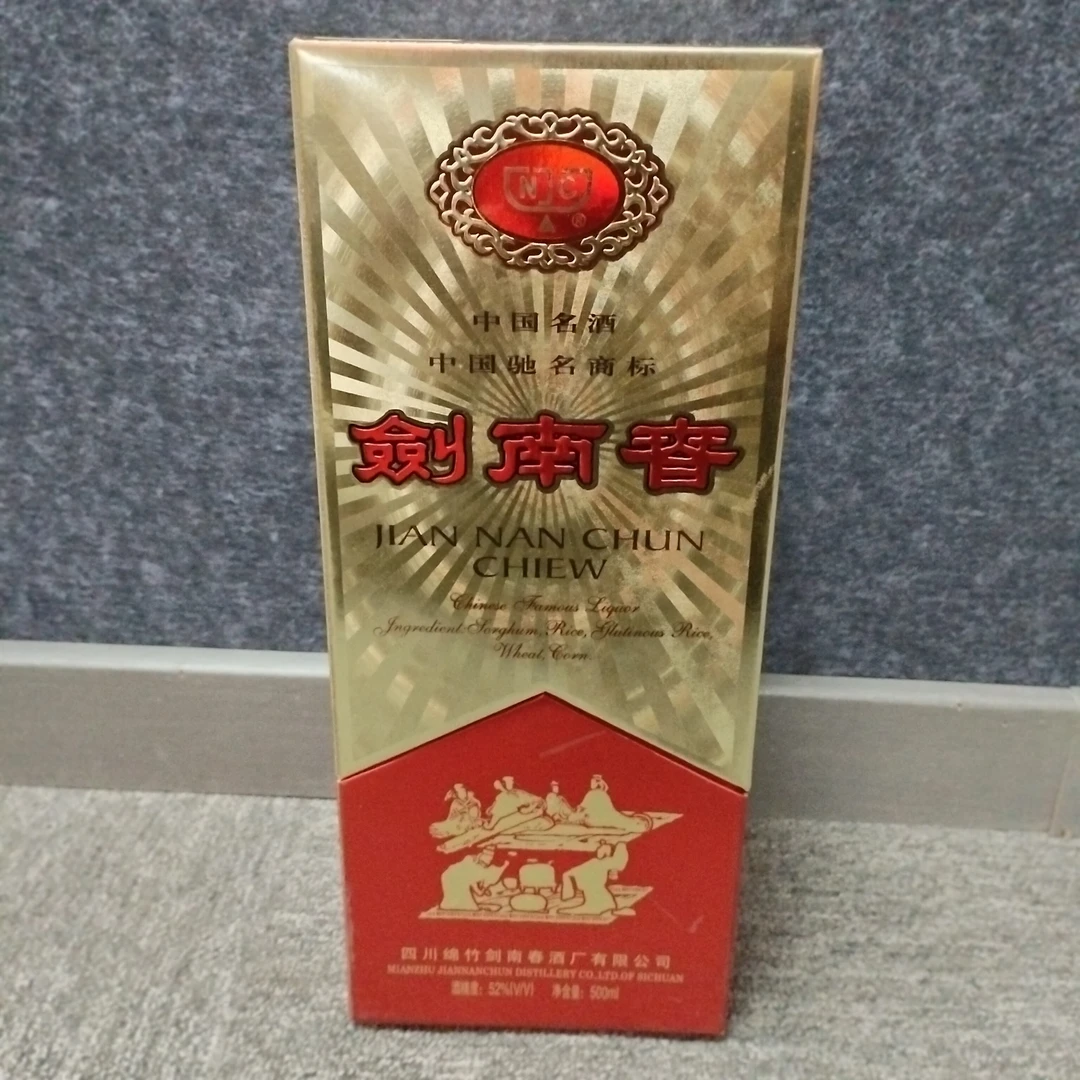 JNC
®
中国名酒
中国驰名商标
劍南春
JIAN NAN CHUN
CHIEW
Chinese Famous Liquor
Ingredient:Sorghum, Rice, Glutinous Rice,
Wheat, Corn.
四川绵竹剑南春酒厂有限公司
MIANZHU JIANNANCHUN DISTILLERY CO.,LTD.OF SICHUAN
酒精度：52%(V/V) 净含量：500ml